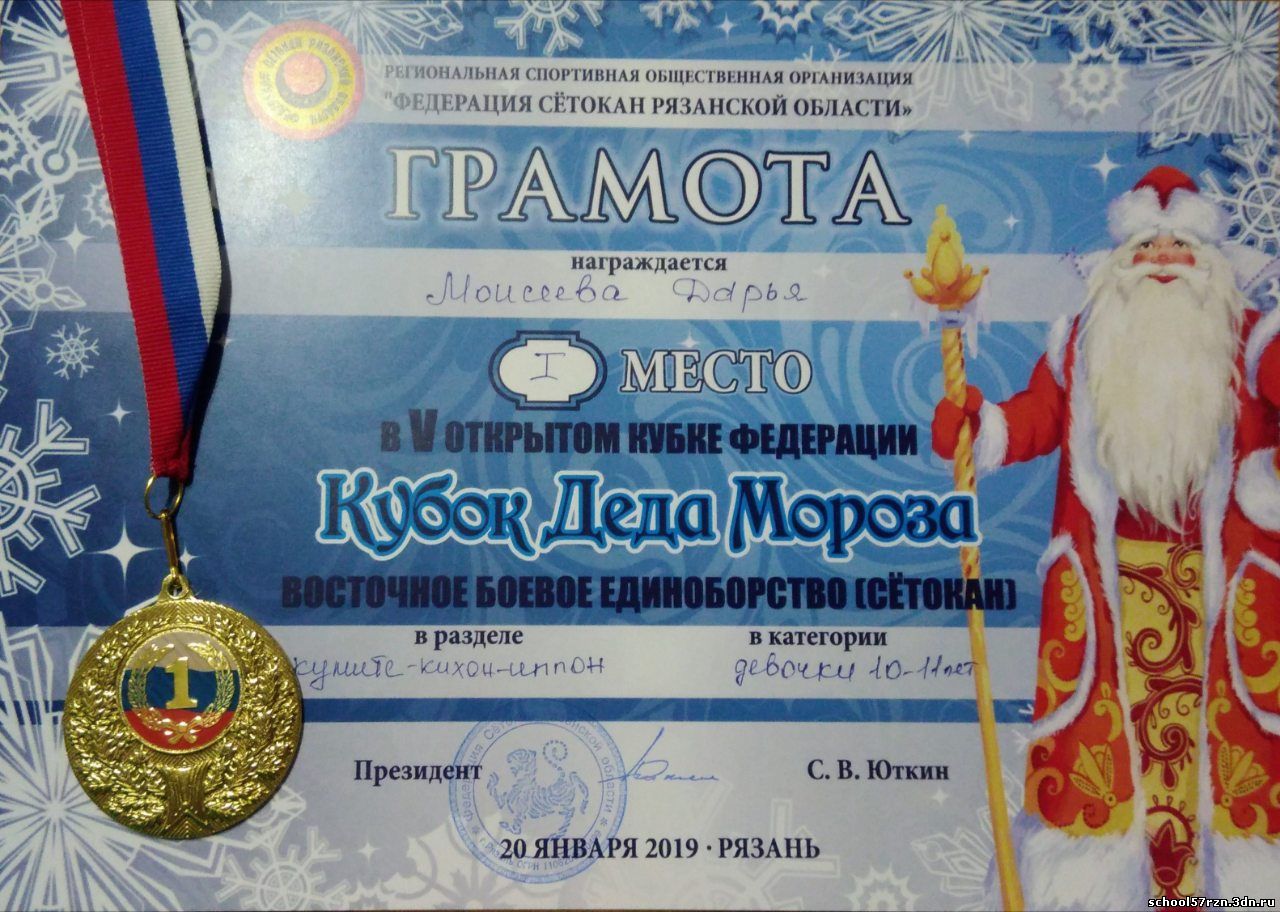 РЕГИОНАЛЬНАЯ СПОРТИВНАЯ ОБЩЕСТВЕННАЯ ОРГАНИЗАЦИЯ
"ФЕДЕРАЦИЯ СЁТОКАН РЯЗАНСКОЙ ОБЛАСТИ»
ГРАМОТА
награждается
Моисеева Дарья
I МЕСТО
В V ОТКРЫТОМ КУБКЕ ФЕДЕРАЦИИ
Кубок Деда Мороза
ВОСТОЧНОЕ БОЕВОЕ ЕДИНОБОРСТВО (СЁТОКАН)
в разделе в категории
кумите-кихон-иппон девочки 10-11 лет
1
Президент С. В. Юткин
20 ЯНВАРЯ 2019 · РЯЗАНЬ
school57rzn.3dn.ru